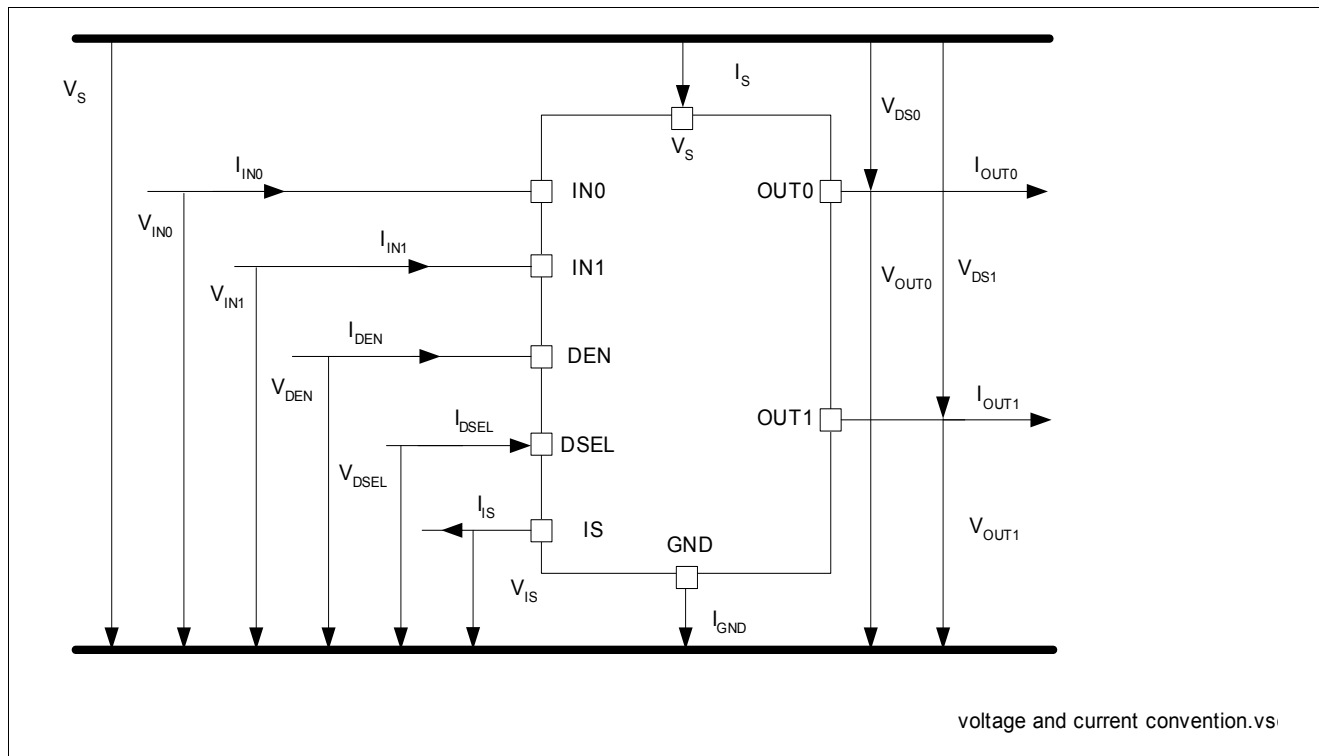 V_S
I_S
V_DS0
V_S
I_IN0
IN0
OUT0
I_OUT0
V_IN0
I_IN1
IN1
V_IN1
V_OUT0
V_DS1
I_DEN
DEN
V_DEN
I_DSEL
DSEL
OUT1
I_OUT1
V_DSEL
I_IS
IS
GND
V_OUT1
V_IS
I_GND
voltage and current convention.vs